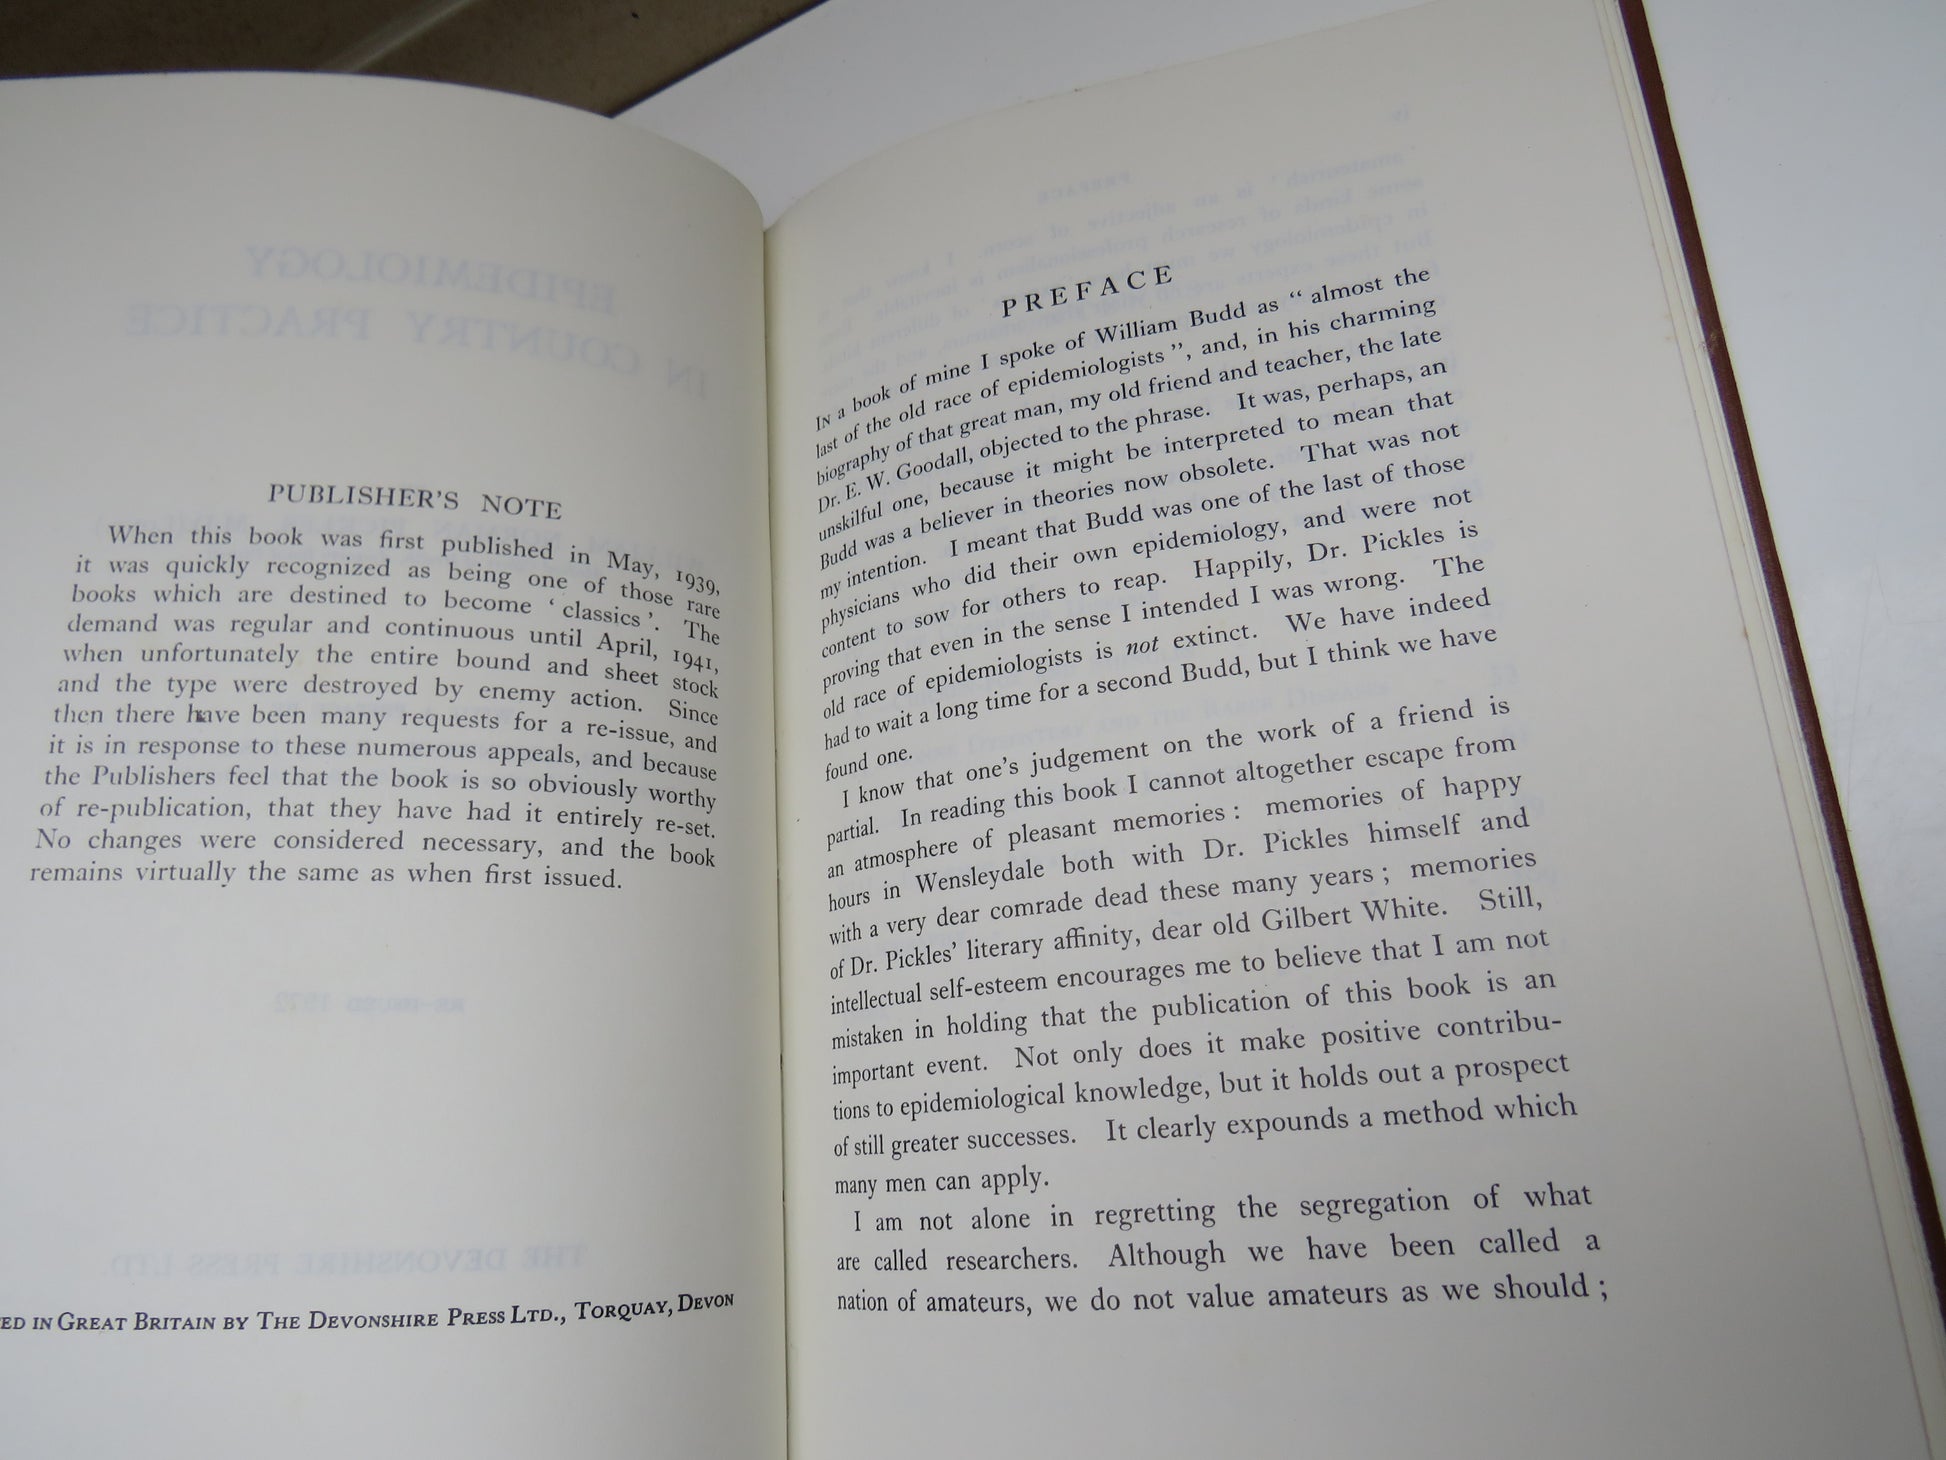 PUBLISHER'S NOTE
When this book was first published in May, 1939,
it was quickly recognized as being one of those rare
books which are destined to become ‘ classics ’. The
demand was regular and continuous until April, 1941,
when unfortunately the entire bound and sheet stock
and the type were destroyed by enemy action. Since
then there have been many requests for a re-issue, and
it is in response to these numerous appeals, and because
the Publishers feel that the book is so obviously worthy
of re-publication, that they have had it entirely re-set.
No changes were considered necessary, and the book
remains virtually the same as when first issued.
ED IN GREAT BRITAIN BY THE DEVONSHIRE PRESS LTD., TORQUAY, DEVON
PREFACE
IN a book of mine I spoke of William Budd as “ almost the
last of the old race of epidemiologists ”, and, in his charming
biography of that great man, my old friend and teacher, the late
Dr. E. W. Goodall, objected to the phrase. It was, perhaps, an
unskilful one, because it might be interpreted to mean that
Budd was a believer in theories now obsolete. That was not
my intention. I meant that Budd was one of the last of those
physicians who did their own epidemiology, and were not
content to sow for others to reap. Happily, Dr. Pickles is
proving that even in the sense I intended I was wrong. The
old race of epidemiologists is not extinct. We have indeed
had to wait a long time for a second Budd, but I think we have
found one.
I know that one's judgement on the work of a friend is
partial. In reading this book I cannot altogether escape from
an atmosphere of pleasant memories : memories of happy
hours in Wensleydale both with Dr. Pickles himself and
with a very dear comrade dead these many years ; memories
of Dr. Pickles' literary affinity, dear old Gilbert White. Still,
intellectual self-esteem encourages me to believe that I am not
mistaken in holding that the publication of this book is an
important event. Not only does it make positive contribu-
tions to epidemiological knowledge, but it holds out a prospect
of still greater successes. It clearly expounds a method which
many men can apply.
I am not alone in regretting the segregation of what
are called researchers. Although we have been called a
nation of amateurs, we do not value amateurs as we should ;